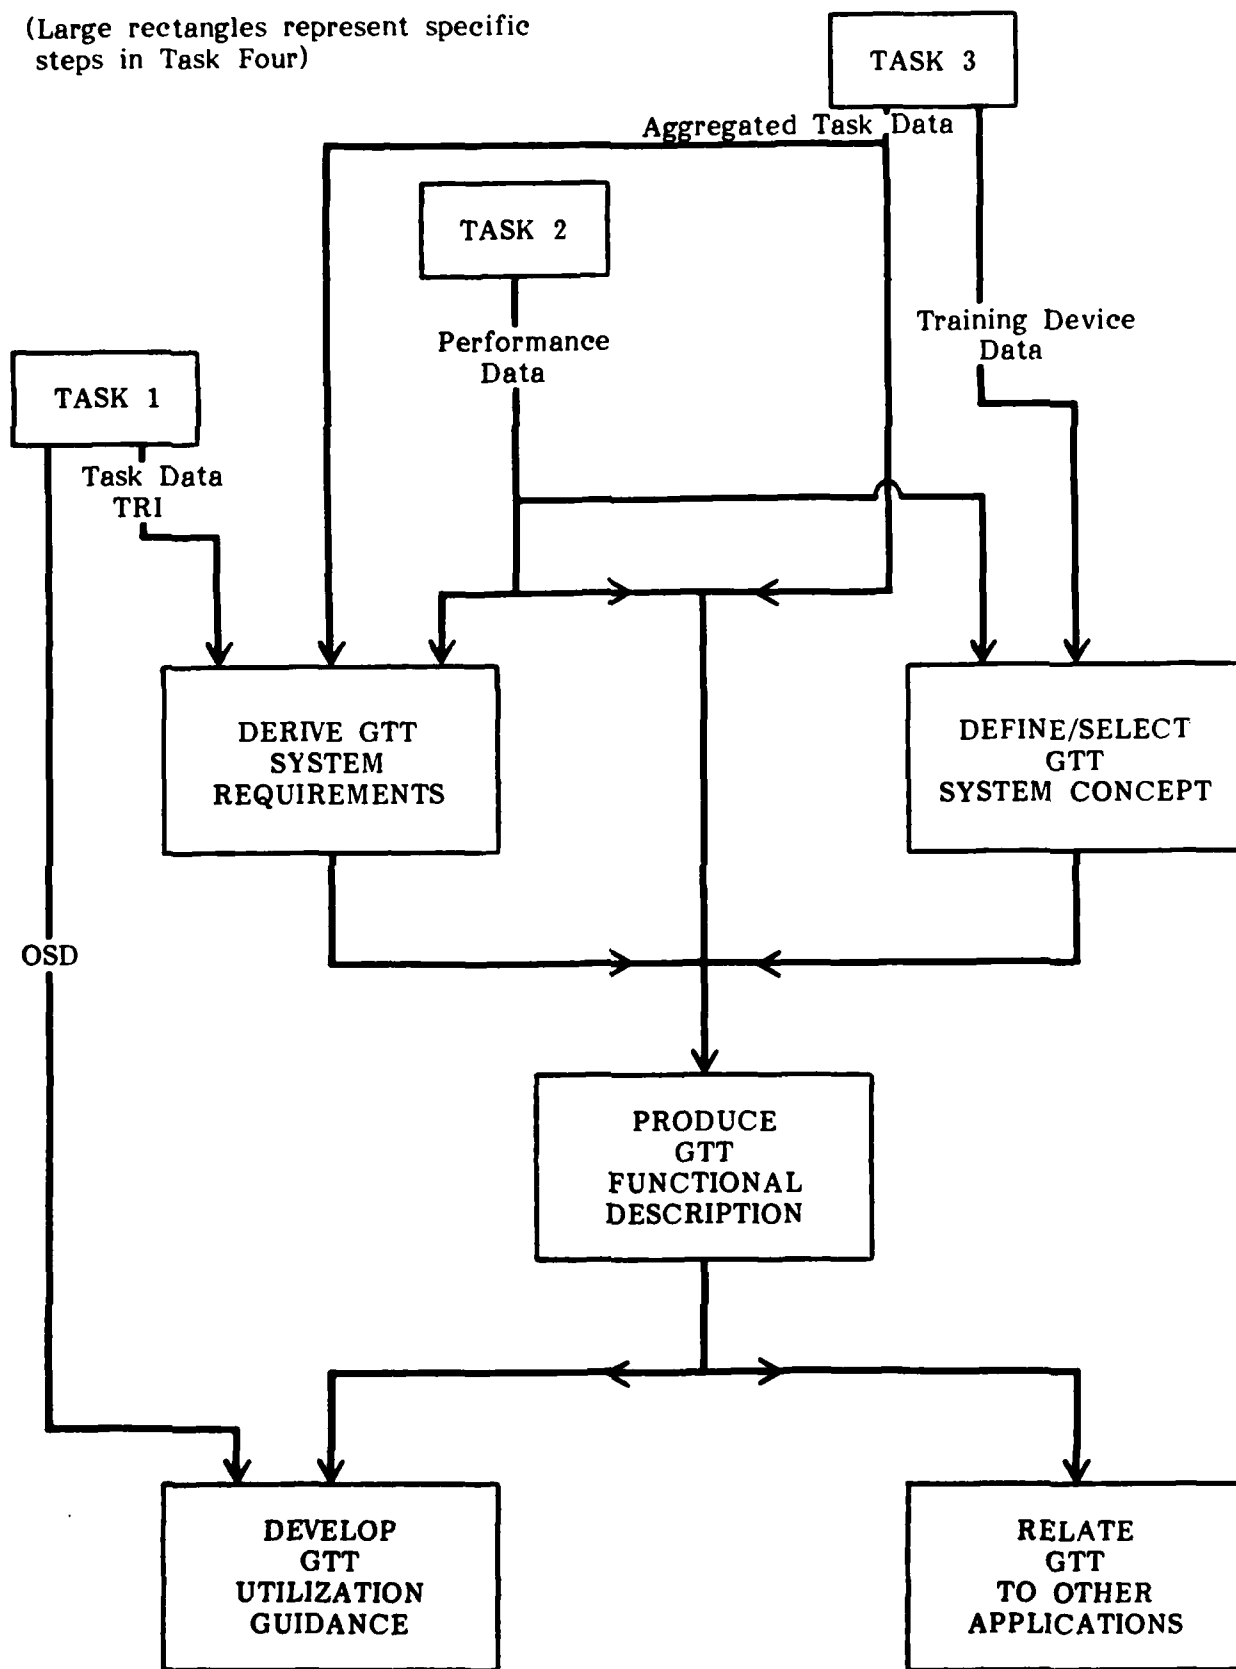 (Large rectangles represent specific
steps in Task Four)
TASK 3
Aggregated Task Data
TASK 2
Training Device
Data
Performance
Data
TASK 1
Task Data
TRI
DERIVE GTT
SYSTEM
REQUIREMENTS
DEFINE/SELECT
GTT
SYSTEM CONCEPT
OSD
PRODUCE
GTT
FUNCTIONAL
DESCRIPTION
DEVELOP
GTT
UTILIZATION
GUIDANCE
RELATE
GTT
TO OTHER
APPLICATIONS